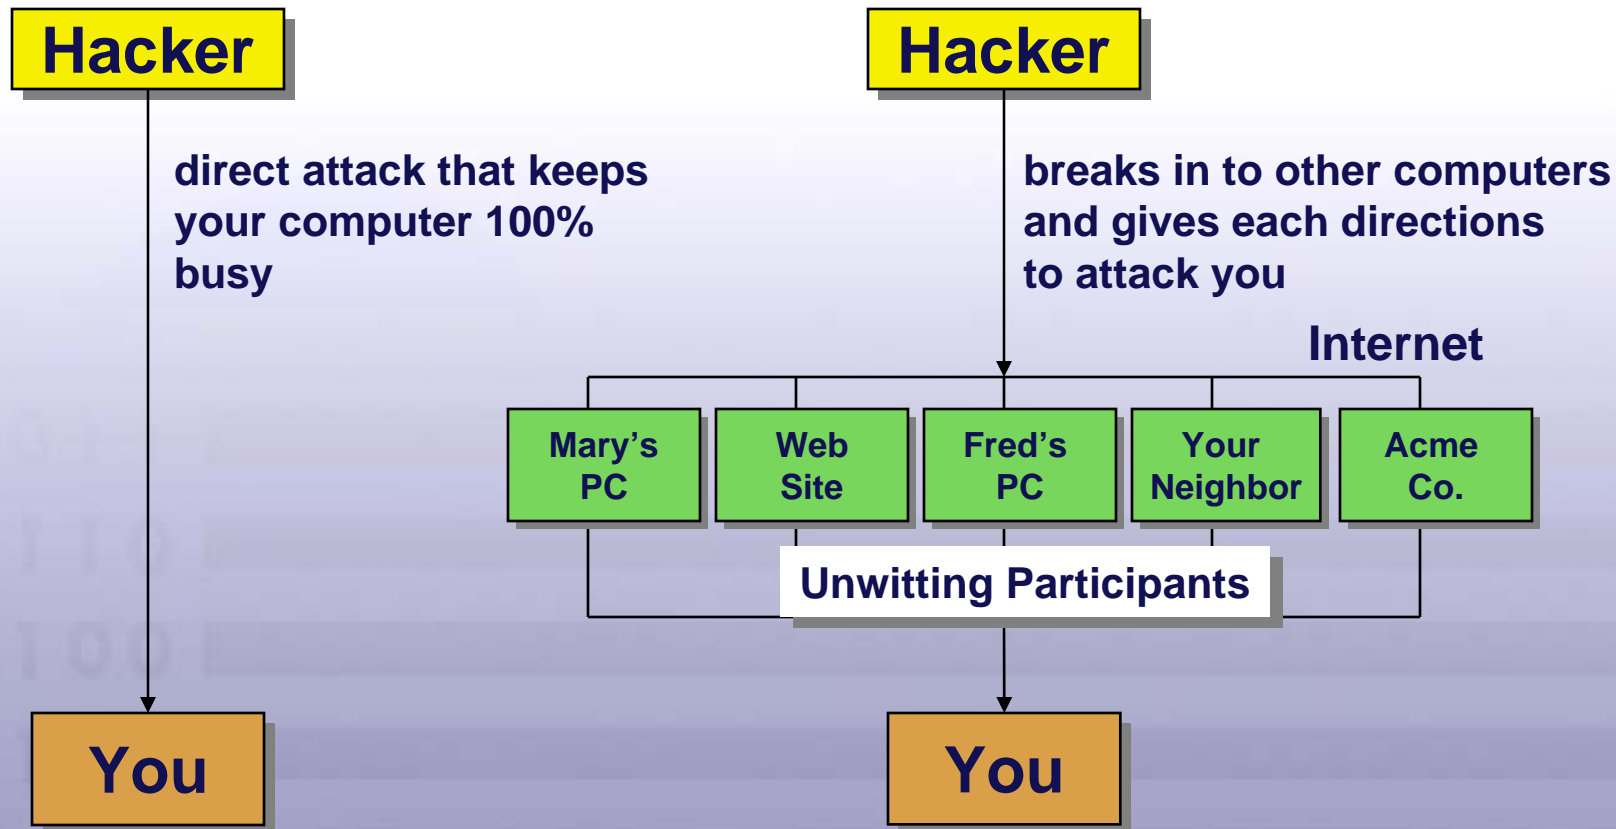 Hacker
direct attack that keeps
your computer 100%
busy
You
Hacker
breaks in to other computers
and gives each directions
to attack you
Internet
Mary’s
PC
Web
Site
Fred’s
PC
Your
Neighbor
Acme
Co.
Unwitting Participants
You